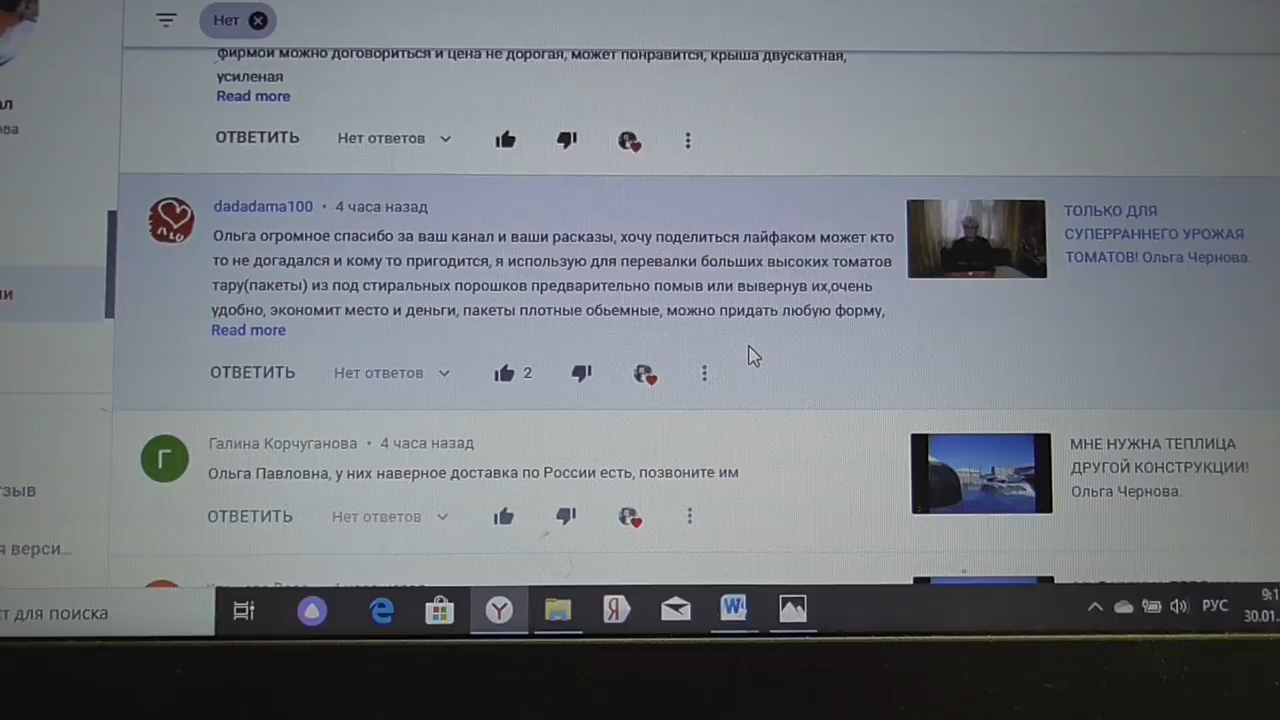 Нет
фирмой можно договориться и цена не дорогая, может понравится, крыша двускатная,
усиленая
Read more
ОТВЕТИТЬ
Нет ответов
dadadama100 • 4 часа назад
Ольга огромное спасибо за ваш канал и ваши расказы, хочу поделиться лайфаком может кто
то не догадался и кому то пригодится, я использую для перевалки больших высоких томатов
тару(пакеты) из под стиральных порошков предварительно помыв или вывернув их,очень
удобно, экономит место и деньги, пакеты плотные обьемные, можно придать любую форму,
Read more
ОТВЕТИТЬ
Нет ответов
2
ТОЛЬКО ДЛЯ
СУПЕРРАННЕГО УРОЖАЯ
ТОМАТОВ! Ольга Чернова.
Г
Галина Корчуганова • 4 часа назад
Ольга Павловна, у них наверное доставка по России есть, позвоните им
ОТВЕТИТЬ
Нет ответов
МНЕ НУЖНА ТЕПЛИЦА
ДРУГОЙ КОНСТРУКЦИИ!
Ольга Чернова.
я верси...
для поиска
РУС
30.01.